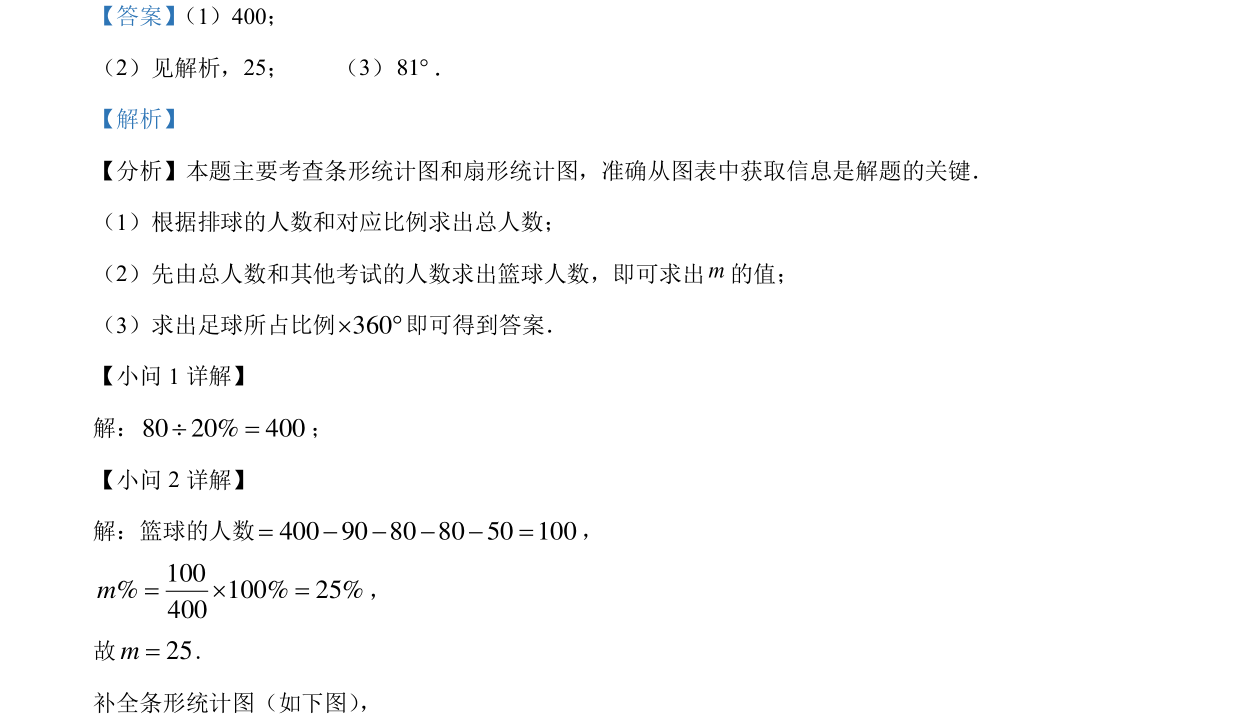 【答案】（1）400；
（2）见解析，25； （3）81°．
【解析】
【分析】本题主要考查条形统计图和扇形统计图，准确从图表中获取信息是解题的关键．
（1）根据排球的人数和对应比例求出总人数；
（2）先由总人数和其他考试的人数求出篮球人数，即可求出 m 的值；
（3）求出足球所占比例×360°即可得到答案．
【小问 1 详解】
解：80÷20% = 400；
【小问 2 详解】
解：篮球的人数= 400－90－80－80－50 =100，
m% = 100/400 ×100% = 25%，
故 m = 25．
补全条形统计图（如下图），